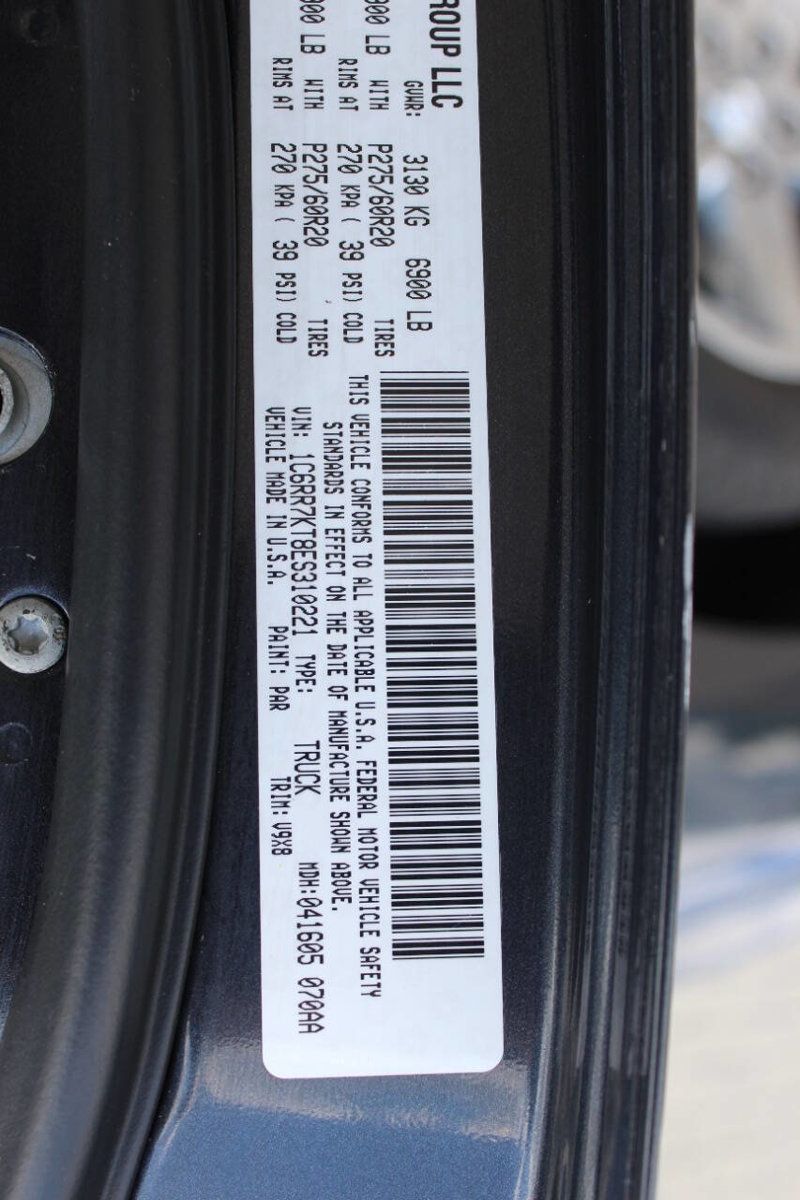 ROUP LLC
GVWR: 3130 KG 6900 LB
900 LB WITH P275/60R20 TIRES
RIMS AT 270 KPA ( 39 PSI) COLD
900 LB WITH P275/60R20 TIRES
RIMS AT 270 KPA ( 39 PSI) COLD
THIS VEHICLE CONFORMS TO ALL APPLICABLE U.S.A. FEDERAL MOTOR VEHICLE SAFETY
STANDARDS IN EFFECT ON THE DATE OF MANUFACTURE SHOWN ABOVE.
VIN: 1C6RR7KT8ES310221 TYPE: TRUCK MDH:041605 070AA
VEHICLE MADE IN U.S.A. PAINT: PAR TRIM: V9X8